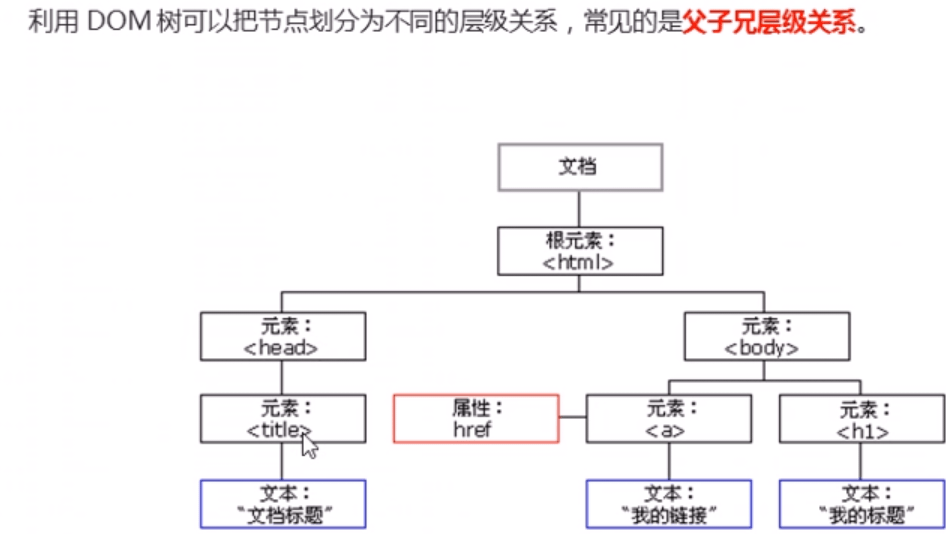 利用 DOM 树可以把节点划分为不同的层级关系，常见的是父子兄层级关系。
文档
根元素：
<html>
元素：
<head>
元素：
<body>
元素：
<title>
属性：
href
元素：
<a>
元素：
<h1>
文本：
“文档标题”
文本：
“我的链接”
文本：
“我的标题”